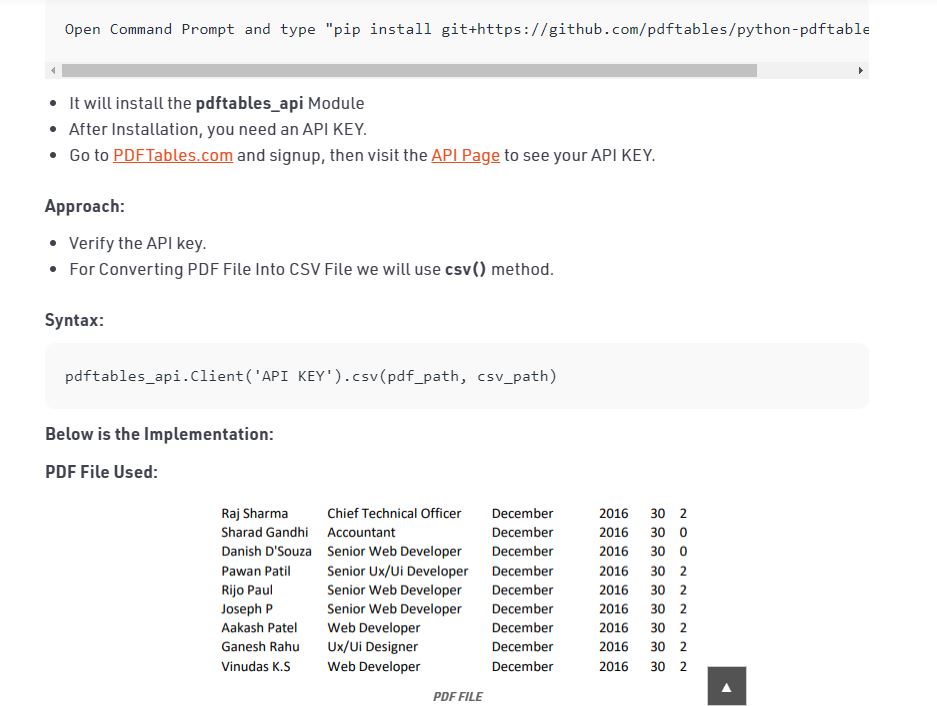 Open Command Prompt and type "pip install git+https://github.com/pdftables/python-pdftable
It will install the pdftables_api Module
After Installation, you need an API KEY.
Go to PDFTables.com and signup, then visit the API Page to see your API KEY.
Approach:
Verify the API key.
For Converting PDF File Into CSV File we will use csv() method.
Syntax:
pdftables_api.Client('API KEY').csv(pdf_path, csv_path)
Below is the Implementation:
PDF File Used:
Raj Sharma Chief Technical Officer December 2016 30 2
Sharad Gandhi Accountant December 2016 30 0
Danish D'Souza Senior Web Developer December 2016 30 0
Pawan Patil Senior Ux/Ui Developer December 2016 30 2
Rijo Paul Senior Web Developer December 2016 30 2
Joseph P Senior Web Developer December 2016 30 2
Aakash Patel Web Developer December 2016 30 2
Ganesh Rahu Ux/Ui Designer December 2016 30 2
Vinudas K.S Web Developer December 2016 30 2
PDF FILE